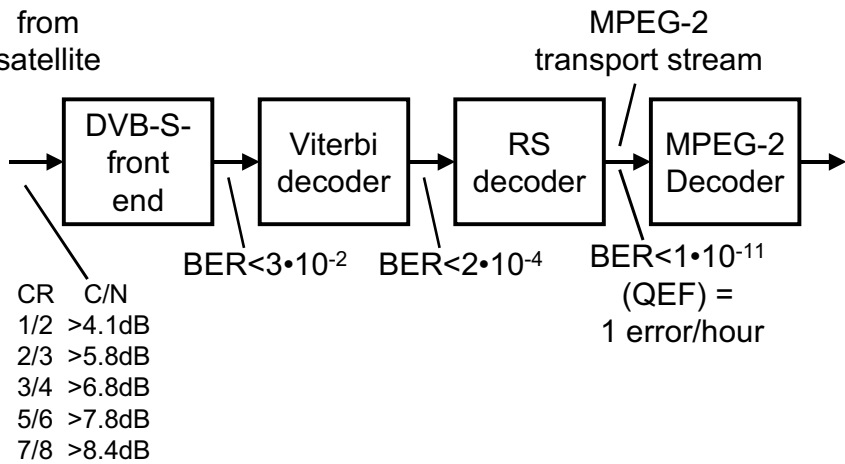 from
satellite
MPEG-2
transport stream
DVB-S-
front
end
Viterbi
decoder
RS
decoder
MPEG-2
Decoder
BER<3•10-2
BER<2•10-4
BER<1•10-11
(QEF) =
1 error/hour
CR C/N
1/2 >4.1dB
2/3 >5.8dB
3/4 >6.8dB
5/6 >7.8dB
7/8 >8.4dB